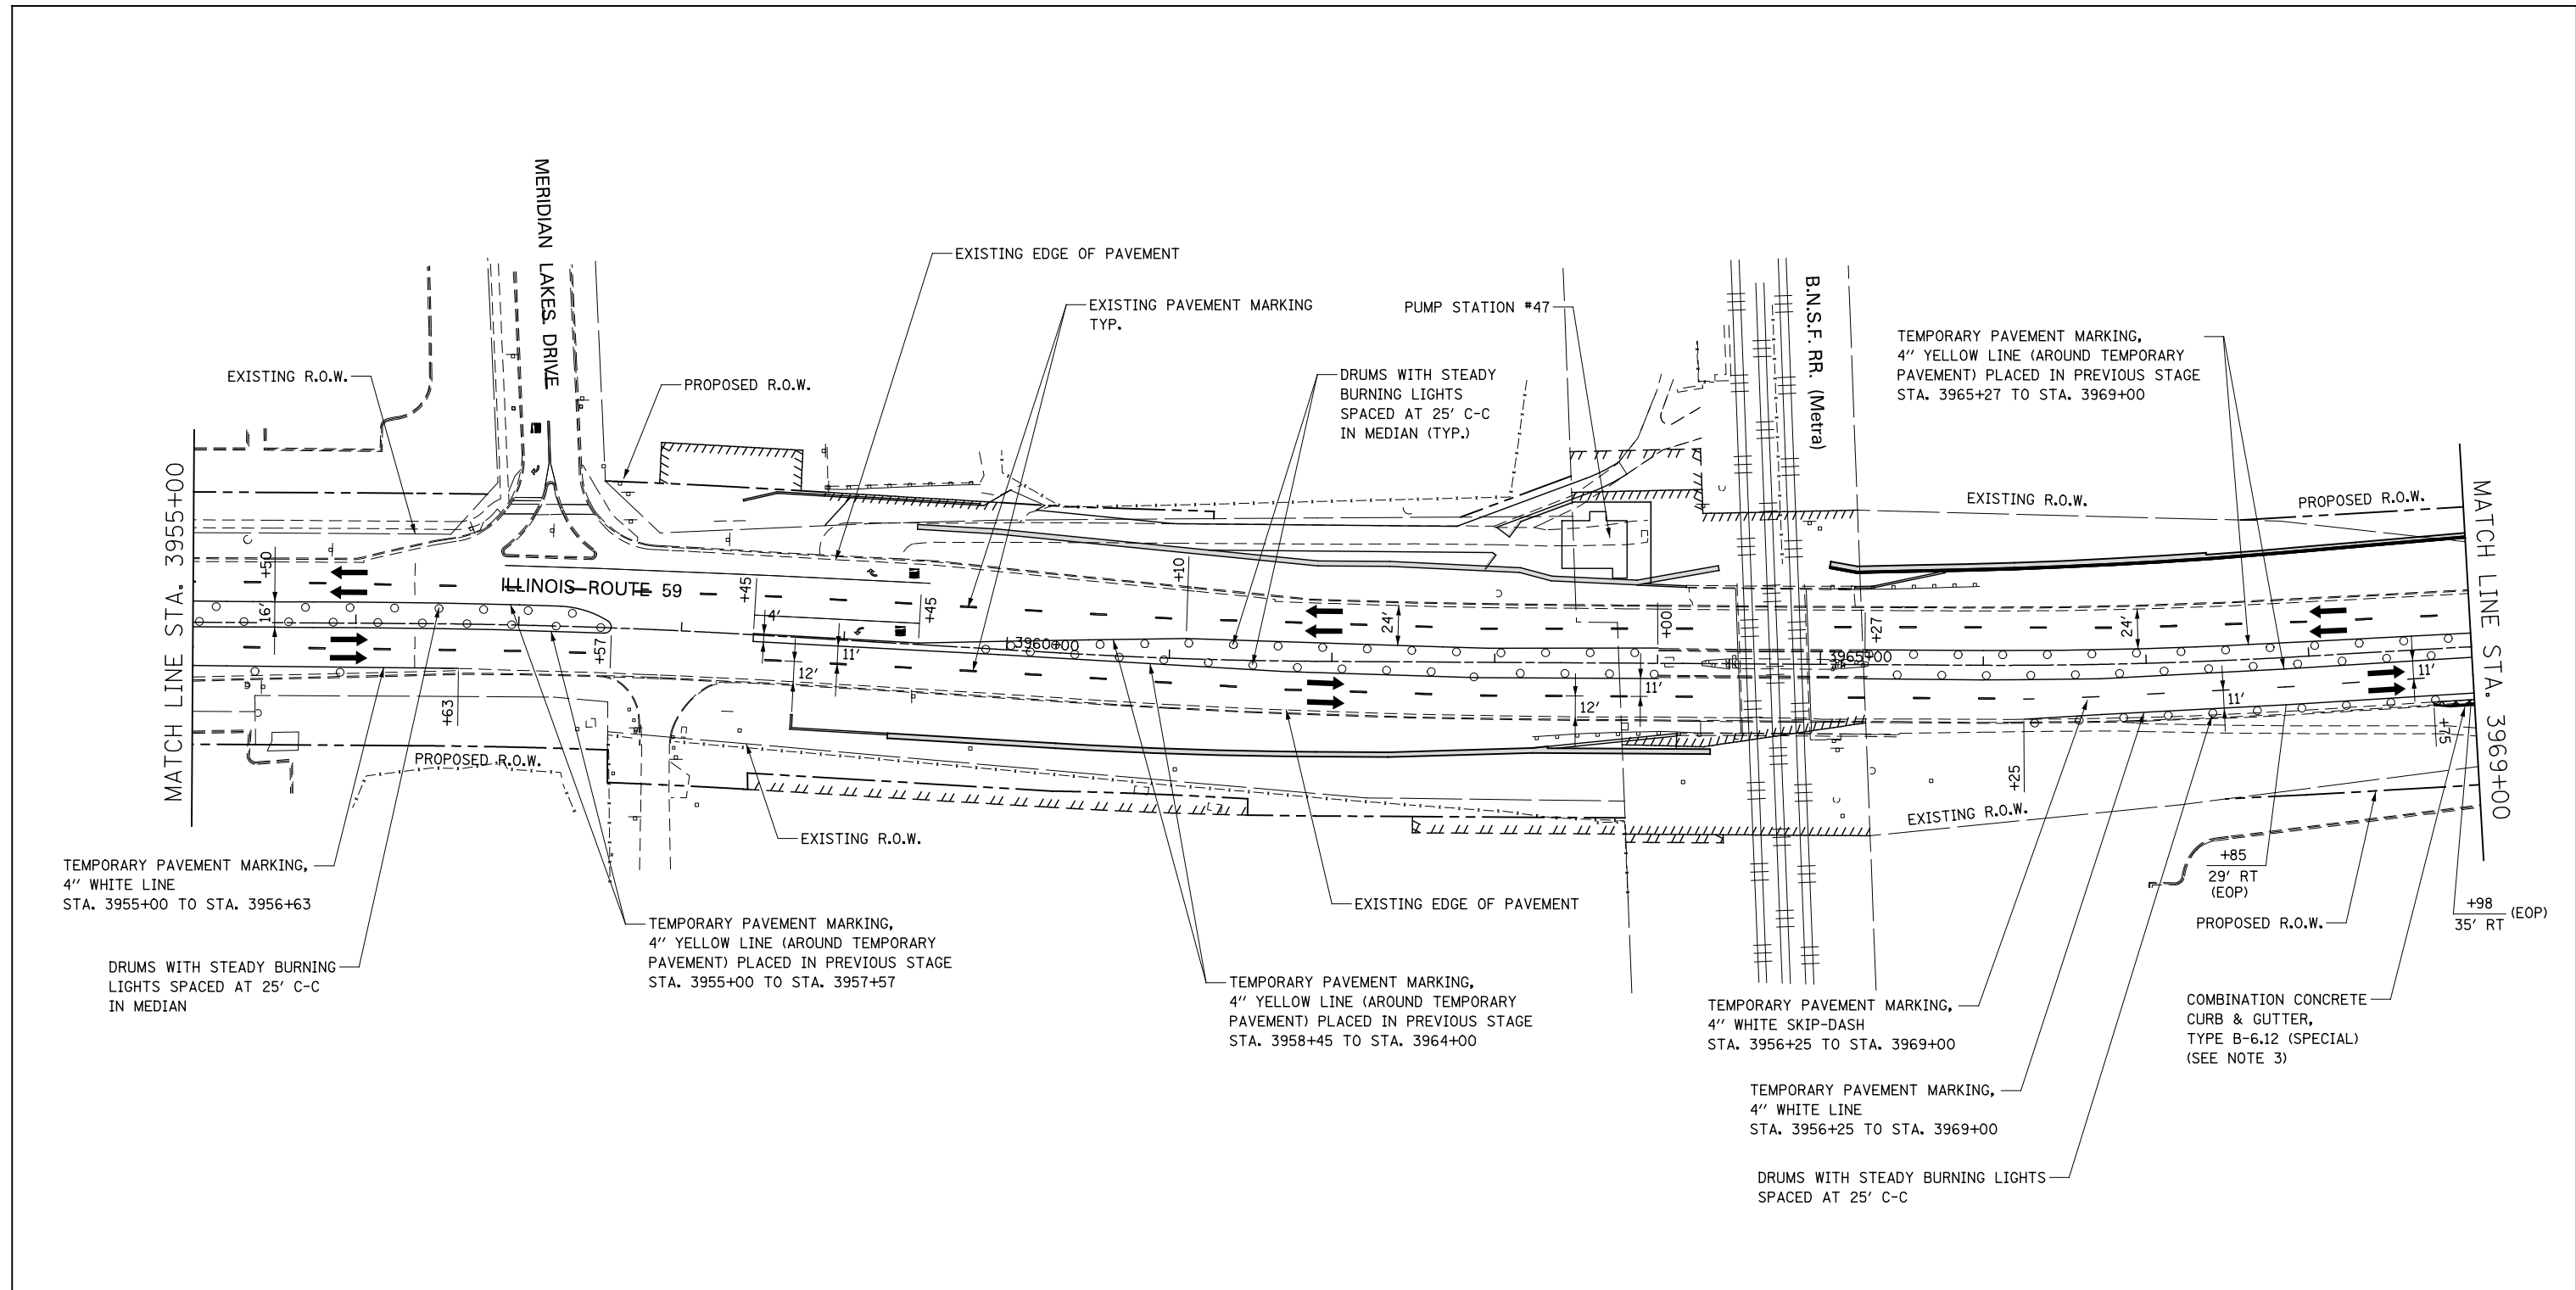 MERIDIAN LAKES DRIVE
EXISTING EDGE OF PAVEMENT
EXISTING PAVEMENT MARKING
TYP.
PUMP STATION #47
B.N.S.F. RR. (Metra)
TEMPORARY PAVEMENT MARKING,
4" YELLOW LINE (AROUND TEMPORARY
PAVEMENT) PLACED IN PREVIOUS STAGE
STA. 3965+27 TO STA. 3969+00
EXISTING R.O.W.
PROPOSED R.O.W.
DRUMS WITH STEADY
BURNING LIGHTS
SPACED AT 25' C-C
IN MEDIAN (TYP.)
MATCH LINE STA. 3955+00
EXISTING R.O.W.
PROPOSED R.O.W.
MATCH LINE STA. 3969+00
+50
16'
ILLINOIS ROUTE 59
+45
4'
+45
+10
24'
+00
+27
24'
+57
3960+00
3965+00
11'
12'
11'
12'
11'
11'
+63
+75
+25
PROPOSED R.O.W.
EXISTING R.O.W.
EXISTING R.O.W.
+85
29' RT
(EOP)
PROPOSED R.O.W.
+98
35' RT
(EOP)
TEMPORARY PAVEMENT MARKING,
4" WHITE LINE
STA. 3955+00 TO STA. 3956+63
EXISTING EDGE OF PAVEMENT
DRUMS WITH STEADY BURNING
LIGHTS SPACED AT 25' C-C
IN MEDIAN
TEMPORARY PAVEMENT MARKING,
4" YELLOW LINE (AROUND TEMPORARY
PAVEMENT) PLACED IN PREVIOUS STAGE
STA. 3955+00 TO STA. 3957+57
TEMPORARY PAVEMENT MARKING,
4" YELLOW LINE (AROUND TEMPORARY
PAVEMENT) PLACED IN PREVIOUS STAGE
STA. 3958+45 TO STA. 3964+00
TEMPORARY PAVEMENT MARKING,
4" WHITE SKIP-DASH
STA. 3956+25 TO STA. 3969+00
COMBINATION CONCRETE
CURB & GUTTER,
TYPE B-6.12 (SPECIAL)
(SEE NOTE 3)
TEMPORARY PAVEMENT MARKING,
4" WHITE LINE
STA. 3956+25 TO STA. 3969+00
DRUMS WITH STEADY BURNING LIGHTS
SPACED AT 25' C-C